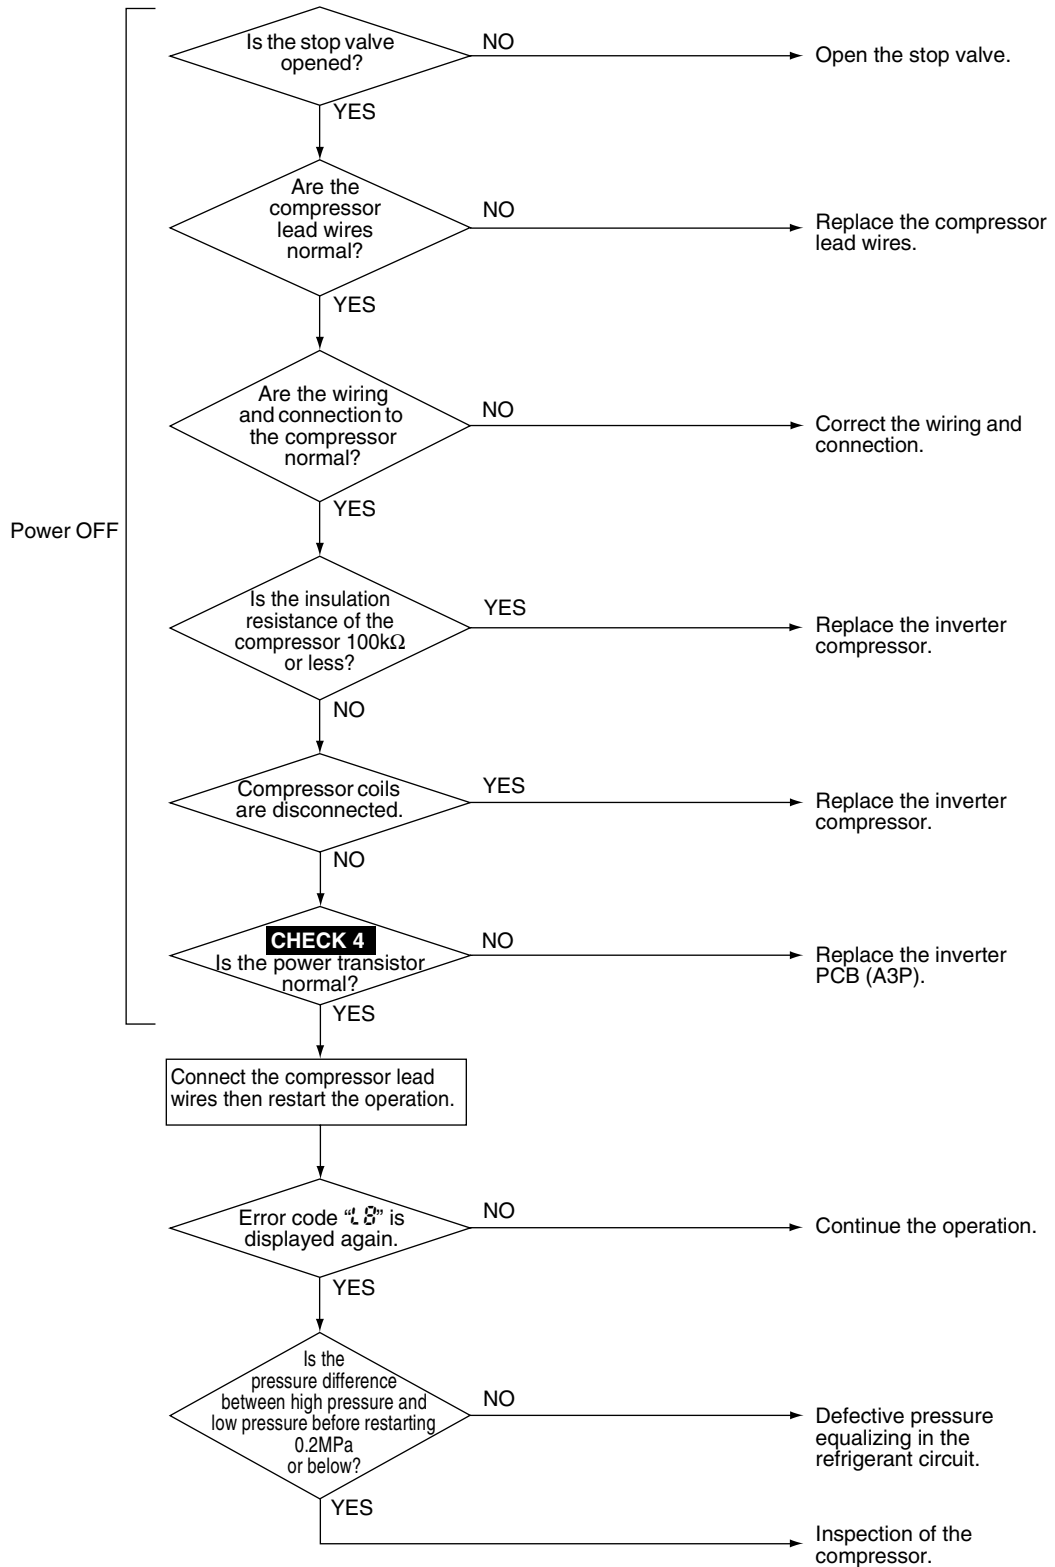 Is the stop valve
opened?
NO
Open the stop valve.
YES
Are the
compressor
lead wires
normal?
NO
Replace the compressor
lead wires.
YES
Are the wiring
and connection to
the compressor
normal?
NO
Correct the wiring and
connection.
YES
Power OFF
Is the insulation
resistance of the
compressor 100kΩ
or less?
YES
Replace the inverter
compressor.
NO
Compressor coils
are disconnected.
YES
Replace the inverter
compressor.
NO
CHECK 4
Is the power transistor
normal?
NO
Replace the inverter
PCB (A3P).
YES
Connect the compressor lead
wires then restart the operation.
Error code “L8” is
displayed again.
NO
Continue the operation.
YES
Is the
pressure difference
between high pressure and
low pressure before restarting
0.2MPa
or below?
NO
Defective pressure
equalizing in the
refrigerant circuit.
YES
Inspection of the
compressor.